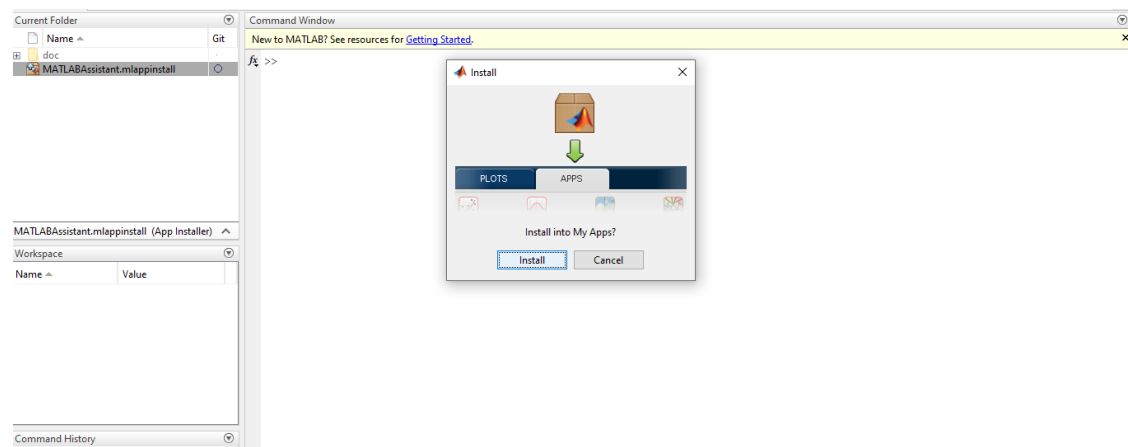 Current Folder
Name
Git
doc
MATLABAssistant.mlappinstall
MATLABAssistant.mlappinstall (App Installer)
Workspace
Name
Value
Command History
Command Window
New to MATLAB? See resources for Getting Started.
fx >>
Install
PLOTS
APPS
Install into My Apps?
Install
Cancel